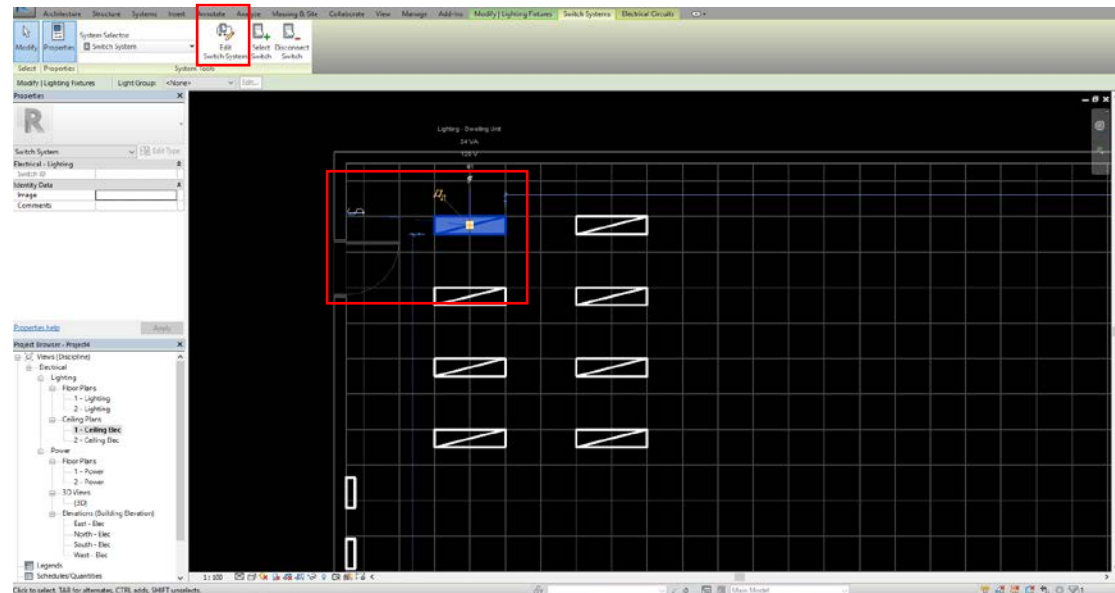 Architecture Structure Systems Insert Annotate Analyze Massing & Site Collaborate View Manage Add-Ins Modify | Lighting Fixtures Switch Systems Electrical Circuits
System Selector
Switch System
Modify Properties Edit Switch System Select Switch Disconnect Switch
Select Properties System Tools
Modify | Lighting Fixtures Light Group: <None> Edit...
Properties
Switch System Edit Type
Electrical - Lighting
Switch ID
Identity Data
Image
Comments
Properties help Apply
Project Browser - Project4
Views (Discipline)
Electrical
Lighting
Floor Plans
1 - Lighting
2 - Lighting
Ceiling Plans
1 - Ceiling Elec
2 - Ceiling Elec
Power
Floor Plans
1 - Power
2 - Power
3D Views
{3D}
Elevations (Building Elevation)
East - Elec
North - Elec
South - Elec
West - Elec
Legends
Schedules/Quantities
Lighting - Dwelling Unit
120 V
1 : 100
Main Model
Click to select, TAB for alternates, CTRL adds, SHIFT unselects.